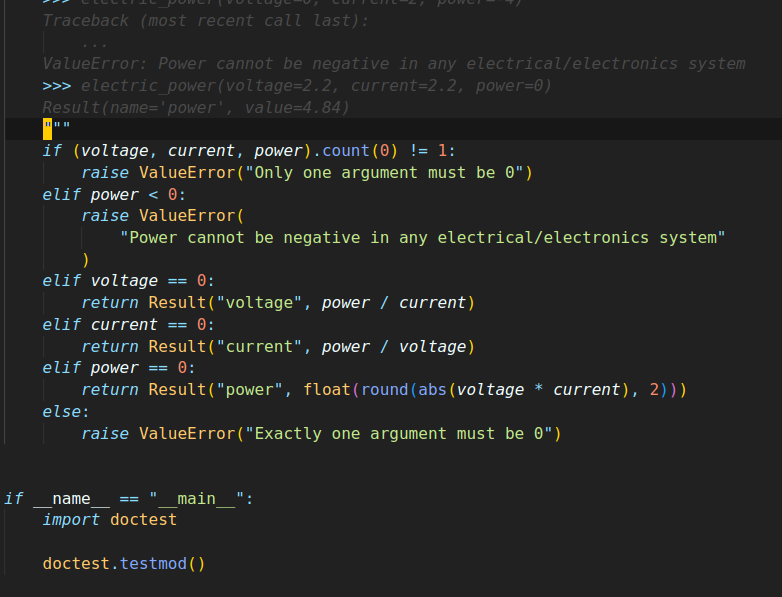 >>> electric_power(voltage=0, current=2, power=-4)
Traceback (most recent call last):
    ...
ValueError: Power cannot be negative in any electrical/electronics system
>>> electric_power(voltage=2.2, current=2.2, power=0)
Result(name='power', value=4.84)
"""
if (voltage, current, power).count(0) != 1:
    raise ValueError("Only one argument must be 0")
elif power < 0:
    raise ValueError(
        "Power cannot be negative in any electrical/electronics system"
    )
elif voltage == 0:
    return Result("voltage", power / current)
elif current == 0:
    return Result("current", power / voltage)
elif power == 0:
    return Result("power", float(round(abs(voltage * current), 2)))
else:
    raise ValueError("Exactly one argument must be 0")
if __name__ == "__main__":
    import doctest
    doctest.testmod()